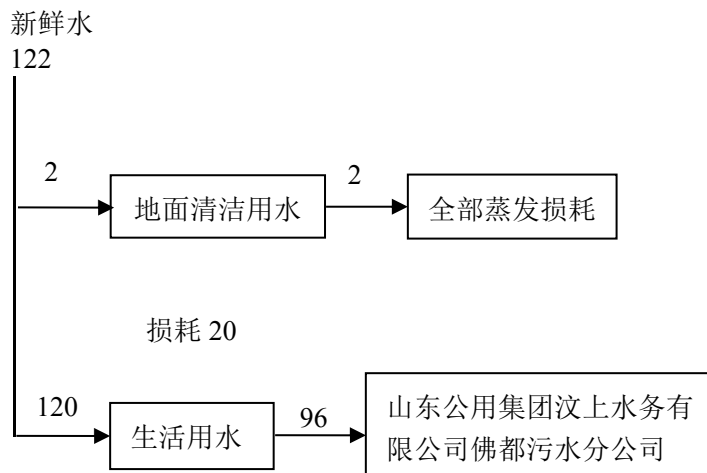 新鲜水
122
2
地面清洁用水
2
全部蒸发损耗
损耗 20
120
生活用水
96
山东公用集团汶上水务有
限公司佛都污水分公司